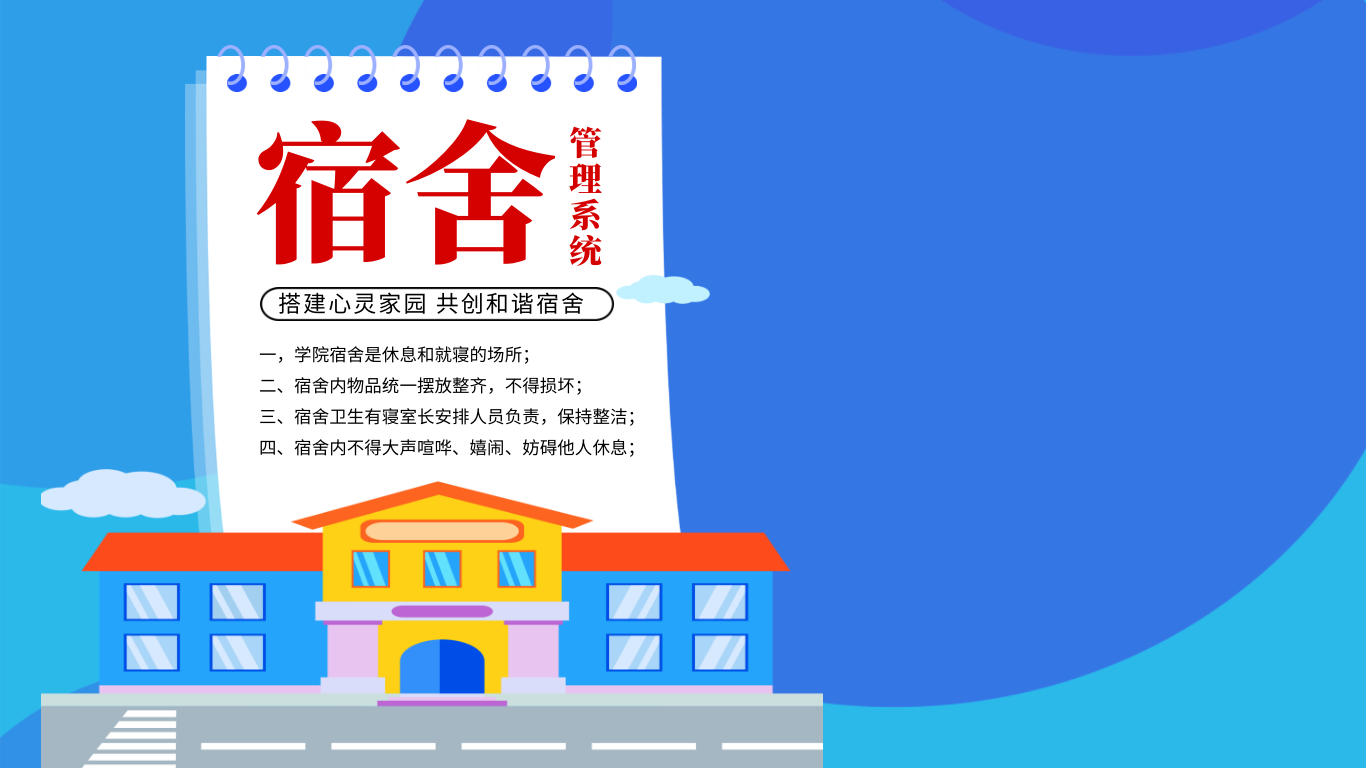 宿舍
管理系统
搭建心灵家园 共创和谐宿舍
一，学院宿舍是休息和就寝的场所；
二、宿舍内物品统一摆放整齐，不得损坏；
三、宿舍卫生有寝室长安排人员负责，保持整洁；
四、宿舍内不得大声喧哗、嬉闹、妨碍他人休息；